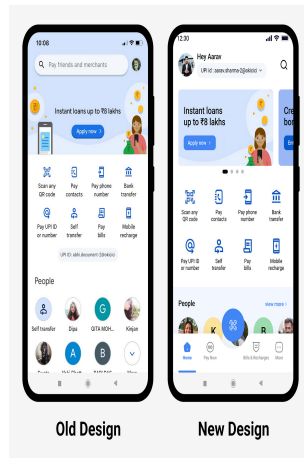 10:08
Pay friends and merchants
Instant loans up to ₹8 lakhs
Apply now
Scan any QR code
Pay contacts
Pay phone number
Bank transfer
Pay UPI ID or number
Self transfer
Pay bills
Mobile recharge
People
Self transfer
Dipa
G
GITA MOH...
Kinjan
A
B
Old Design
12:30
Hey Aarav
Instant loans
up to ₹8 lakhs
Apply now
Cre
Scan any QR code
Pay contacts
Pay phone number
Bank transfer
Pay UPI ID or number
Self transfer
Pay bills
Mobile recharge
People
view more
K
B
Home
Pay Now
Bills & Recharges
More
New Design